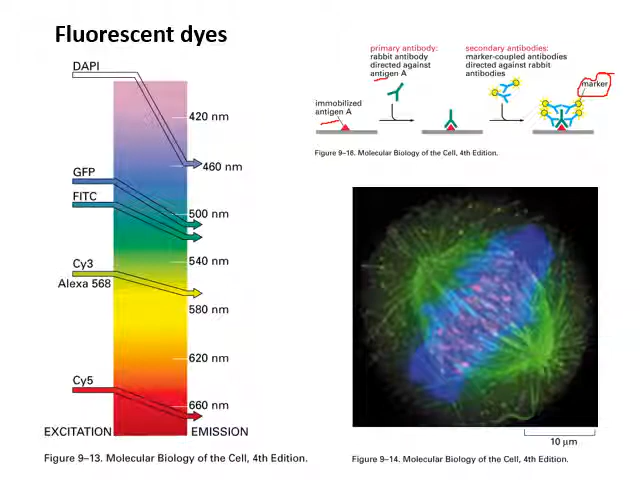 Fluorescent dyes
DAPI
GFP
FITC
Cy3
Alexa 568
Cy5
420 nm
460 nm
500 nm
540 nm
580 nm
620 nm
660 nm
EXCITATION
EMISSION
Figure 9–13. Molecular Biology of the Cell, 4th Edition.
primary antibody:
rabbit antibody
directed against
antigen A
secondary antibodies:
marker-coupled antibodies
directed against rabbit
antibodies
marker
immobilized
antigen A
Figure 9–16. Molecular Biology of the Cell, 4th Edition.
10 μm
Figure 9–14. Molecular Biology of the Cell, 4th Edition.